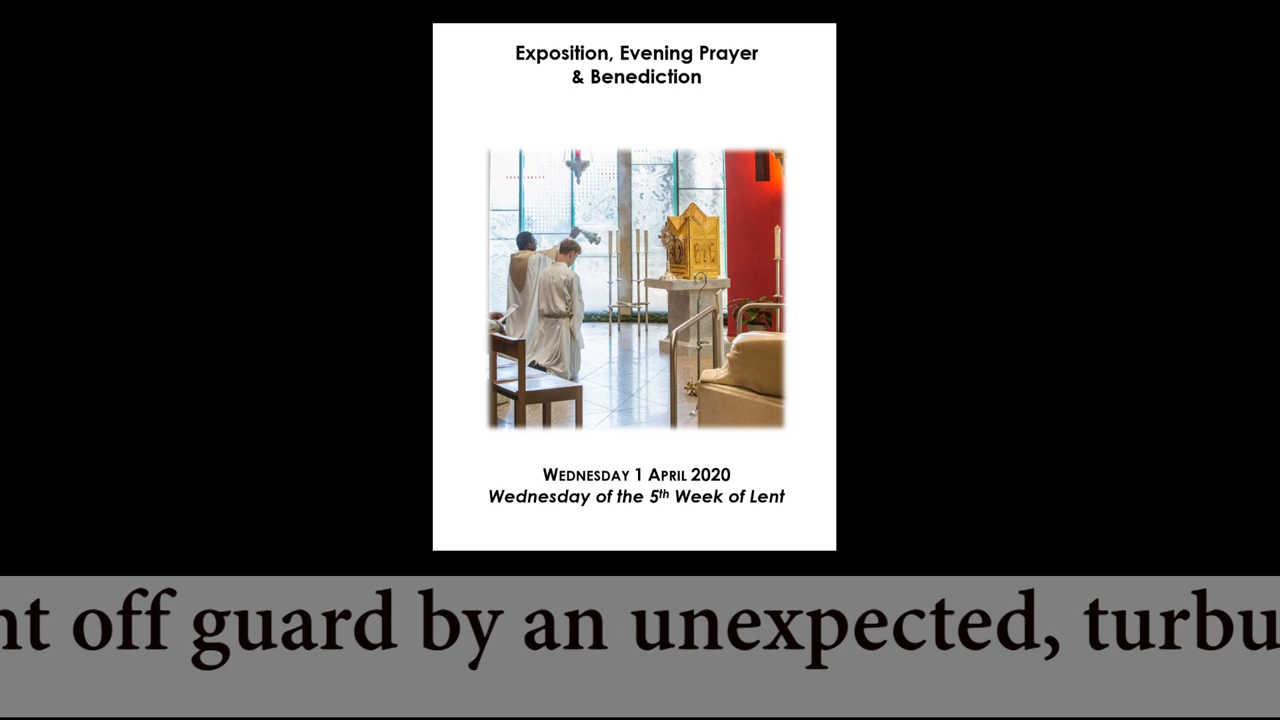 Exposition, Evening Prayer
& Benediction
Wednesday 1 April 2020
Wednesday of the 5th Week of Lent
off guard by an unexpected,